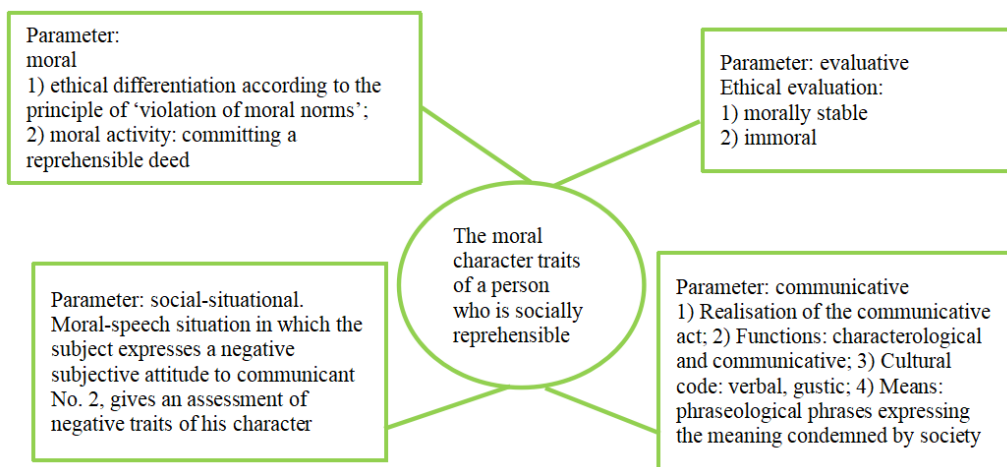 Parameter:
moral
1) ethical differentiation according to the
principle of ‘violation of moral norms’;
2) moral activity: committing a
reprehensible deed
Parameter: evaluative
Ethical evaluation:
1) morally stable
2) immoral
The moral
character traits
of a person
who is socially
reprehensible
Parameter: social-situational.
Moral-speech situation in which the
subject expresses a negative
subjective attitude to communicant
No. 2, gives an assessment of
negative traits of his character
Parameter: communicative
1) Realisation of the communicative
act; 2) Functions: characterological
and communicative; 3) Cultural
code: verbal, gustic; 4) Means:
phraseological phrases expressing
the meaning condemned by society